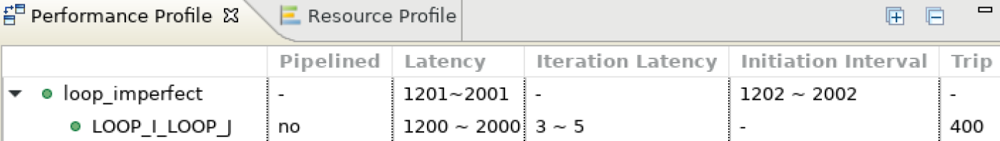 Performance Profile Resource Profile
Pipelined Latency Iteration Latency Initiation Interval Trip
loop_imperfect - 1201~2001 - 1202 ~ 2002 -
LOOP_I_LOOP_J no 1200 ~ 2000 3 ~ 5 - 400